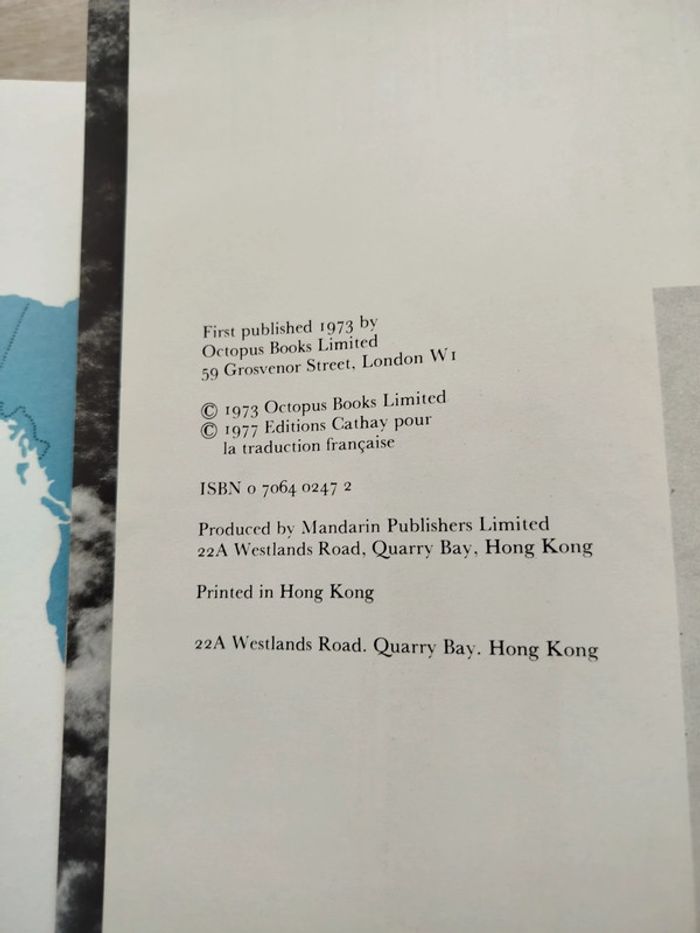 First published 1973 by
Octopus Books Limited
59 Grosvenor Street, London W1
© 1973 Octopus Books Limited
© 1977 Editions Cathay pour
la traduction française
ISBN 0 7064 0247 2
Produced by Mandarin Publishers Limited
22A Westlands Road, Quarry Bay, Hong Kong
Printed in Hong Kong
22A Westlands Road. Quarry Bay. Hong Kong